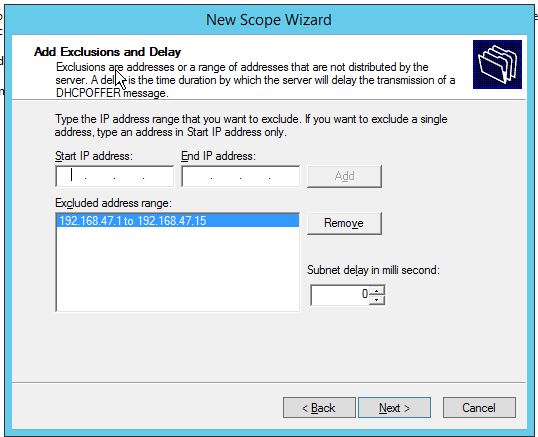 New Scope Wizard
Add Exclusions and Delay
Exclusions are addresses or a range of addresses that are not distributed by the
server. A delay is the time duration by which the server will delay the transmission of a
DHCPOFFER message.
Type the IP address range that you want to exclude. If you want to exclude a single
address, type an address in Start IP address only.
Start IP address: End IP address:
. . . . . . Add
Excluded address range:
192.168.47.1 to 192.168.47.15
Remove
Subnet delay in milli second:
0
< Back Next > Cancel